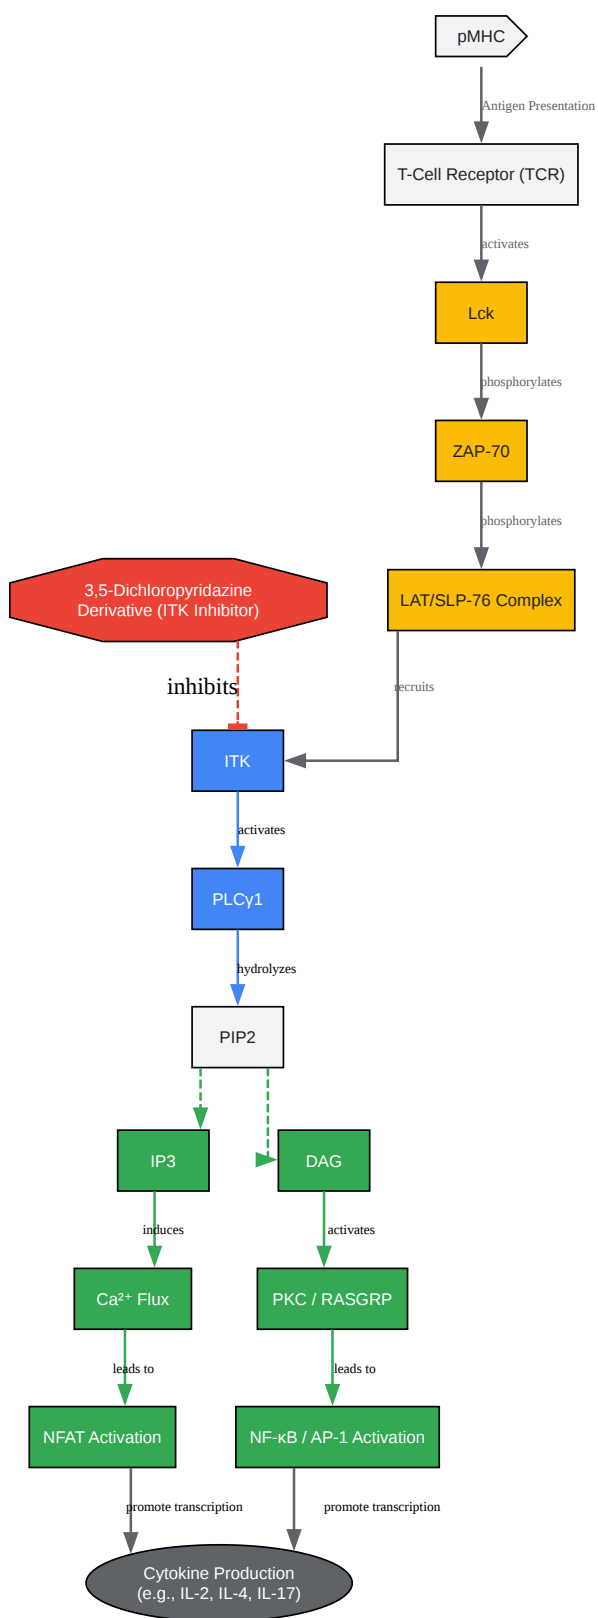 pMHC
Antigen Presentation
T-Cell Receptor (TCR)
activates
Lck
phosphorylates
ZAP-70
phosphorylates
3,5-Dichloropyridazine
Derivative (ITK Inhibitor)
LAT/SLP-76 Complex
inhibits
recruits
ITK
activates
PLCγ1
hydrolyzes
PIP2
IP3
DAG
induces
activates
Ca²⁺ Flux
PKC / RASGRP
leads to
leads to
NFAT Activation
NF-κB / AP-1 Activation
promote transcription
promote transcription
Cytokine Production
(e.g., IL-2, IL-4, IL-17)